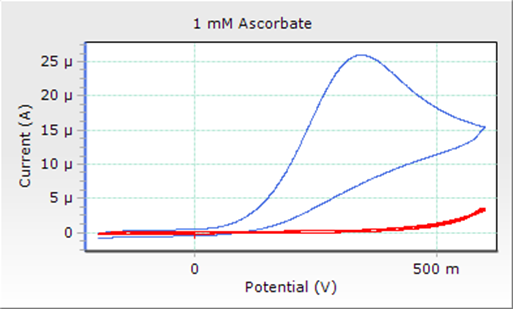 1 mM Ascorbate
25 µ
20 µ
15 µ
10 µ
5 µ
0
Current (A)
0
500 m
Potential (V)